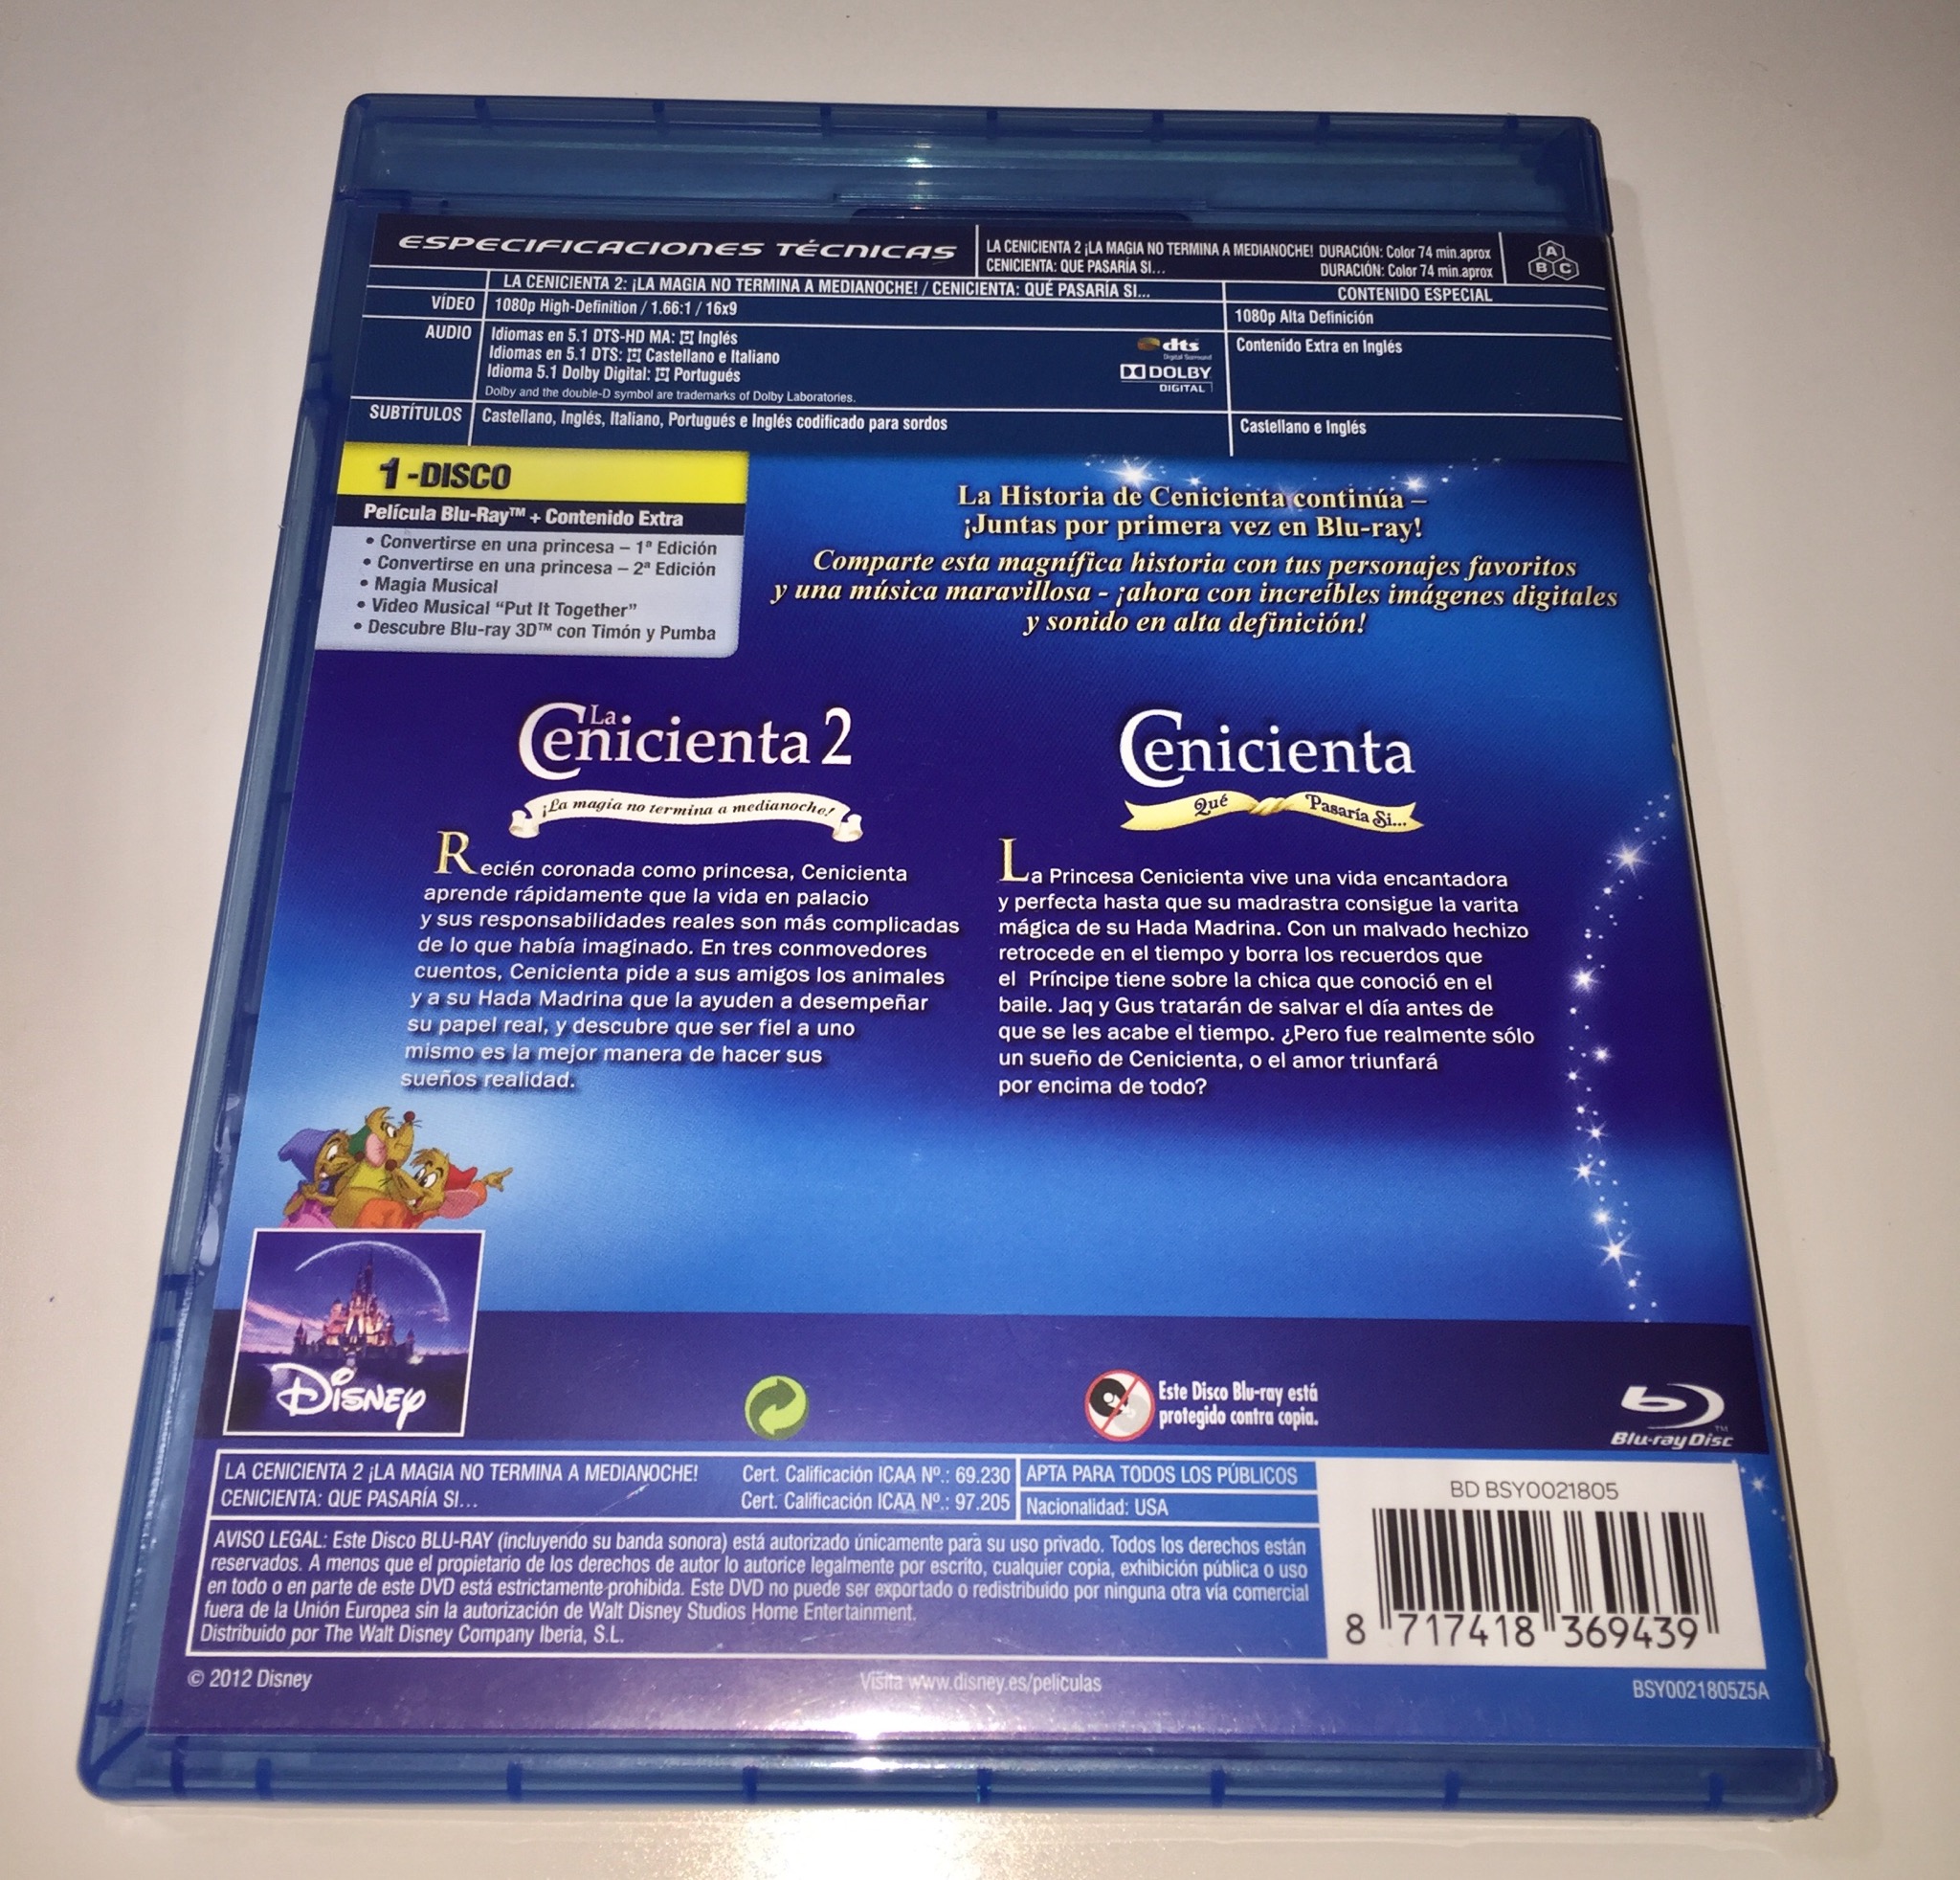 ESPECIFICACIONES TÉCNICAS
LA CENICIENTA 2 ¡LA MAGIA NO TERMINA A MEDIANOCHE! DURACIÓN: Color 74 min.aprox
CENICIENTA: QUE PASARÍA SI... DURACIÓN: Color 74 min.aprox
A
B C
LA CENICIENTA 2: ¡LA MAGIA NO TERMINA A MEDIANOCHE! / CENICIENTA: QUÉ PASARÍA SI...
CONTENIDO ESPECIAL
VÍDEO
1080p High-Definition / 1.66:1 / 16x9
1080p Alta Definición
AUDIO
Idiomas en 5.1 DTS-HD MA: Inglés
Idiomas en 5.1 DTS: Castellano e Italiano
Idioma 5.1 Dolby Digital: Portugués
Dolby and the double-D symbol are trademarks of Dolby Laboratories.
dts
Digital Surround
DOLBY
DIGITAL
Contenido Extra en Inglés
SUBTÍTULOS
Castellano, Inglés, Italiano, Portugués e Inglés codificado para sordos
Castellano e Inglés
1-DISCO
Película Blu-Ray™ + Contenido Extra
• Convertirse en una princesa – 1ª Edición
• Convertirse en una princesa – 2ª Edición
• Magia Musical
• Video Musical “Put It Together”
• Descubre Blu-ray 3D™ con Timón y Pumba
La Historia de Cenicienta continúa –
¡Juntas por primera vez en Blu-ray!
Comparte esta magnífica historia con tus personajes favoritos
y una música maravillosa - ¡ahora con increíbles imágenes digitales
y sonido en alta definición!
La Cenicienta 2
¡La magia no termina a medianoche!
Recién coronada como princesa, Cenicienta
aprende rápidamente que la vida en palacio
y sus responsabilidades reales son más complicadas
de lo que había imaginado. En tres conmovedores
cuentos, Cenicienta pide a sus amigos los animales
y a su Hada Madrina que la ayuden a desempeñar
su papel real, y descubre que ser fiel a uno
mismo es la mejor manera de hacer sus
sueños realidad.
Cenicienta
Qué Pasaría Si...
La Princesa Cenicienta vive una vida encantadora
y perfecta hasta que su madrastra consigue la varita
mágica de su Hada Madrina. Con un malvado hechizo
retrocede en el tiempo y borra los recuerdos que
el Príncipe tiene sobre la chica que conoció en el
baile. Jaq y Gus tratarán de salvar el día antes de
que se les acabe el tiempo. ¿Pero fue realmente sólo
un sueño de Cenicienta, o el amor triunfará
por encima de todo?
DISNEY
Este Disco Blu-ray está
protegido contra copia.
Blu-ray Disc™
LA CENICIENTA 2 ¡LA MAGIA NO TERMINA A MEDIANOCHE! Cert. Calificación ICAA Nº.: 69.230
CENICIENTA: QUE PASARÍA SI... Cert. Calificación ICAA Nº.: 97.205
APTA PARA TODOS LOS PÚBLICOS
Nacionalidad: USA
AVISO LEGAL: Este Disco BLU-RAY (incluyendo su banda sonora) está autorizado únicamente para su uso privado. Todos los derechos están
reservados. A menos que el propietario de los derechos de autor lo autorice legalmente por escrito, cualquier copia, exhibición pública o uso
en todo o en parte de este DVD está estrictamente prohibida. Este DVD no puede ser exportado o redistribuido por ninguna otra vía comercial
fuera de la Unión Europea sin la autorización de Walt Disney Studios Home Entertainment.
Distribuido por The Walt Disney Company Iberia, S.L.
BD BSY0021805
8 717418 369439
© 2012 Disney
Visita www.disney.es/peliculas
BSY0021805Z5A